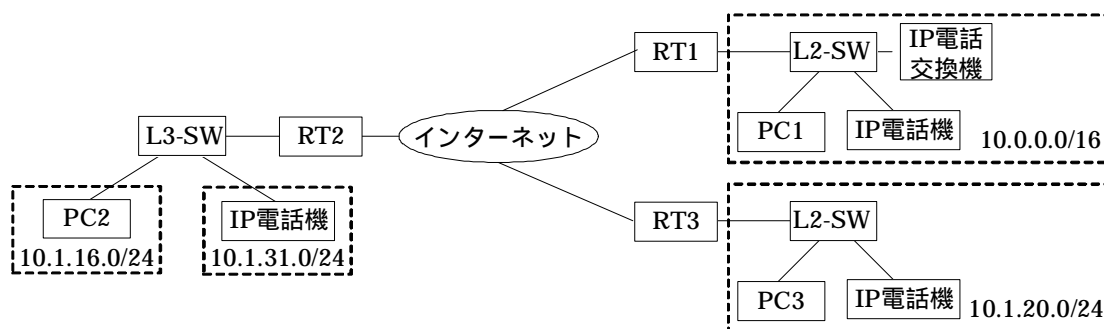 RT1
L2-SW
IP電話
交換機
PC1
IP電話機
10.0.0.0/16
L3-SW
RT2
インターネット
PC2
10.1.16.0/24
IP電話機
10.1.31.0/24
RT3
L2-SW
PC3
IP電話機
10.1.20.0/24